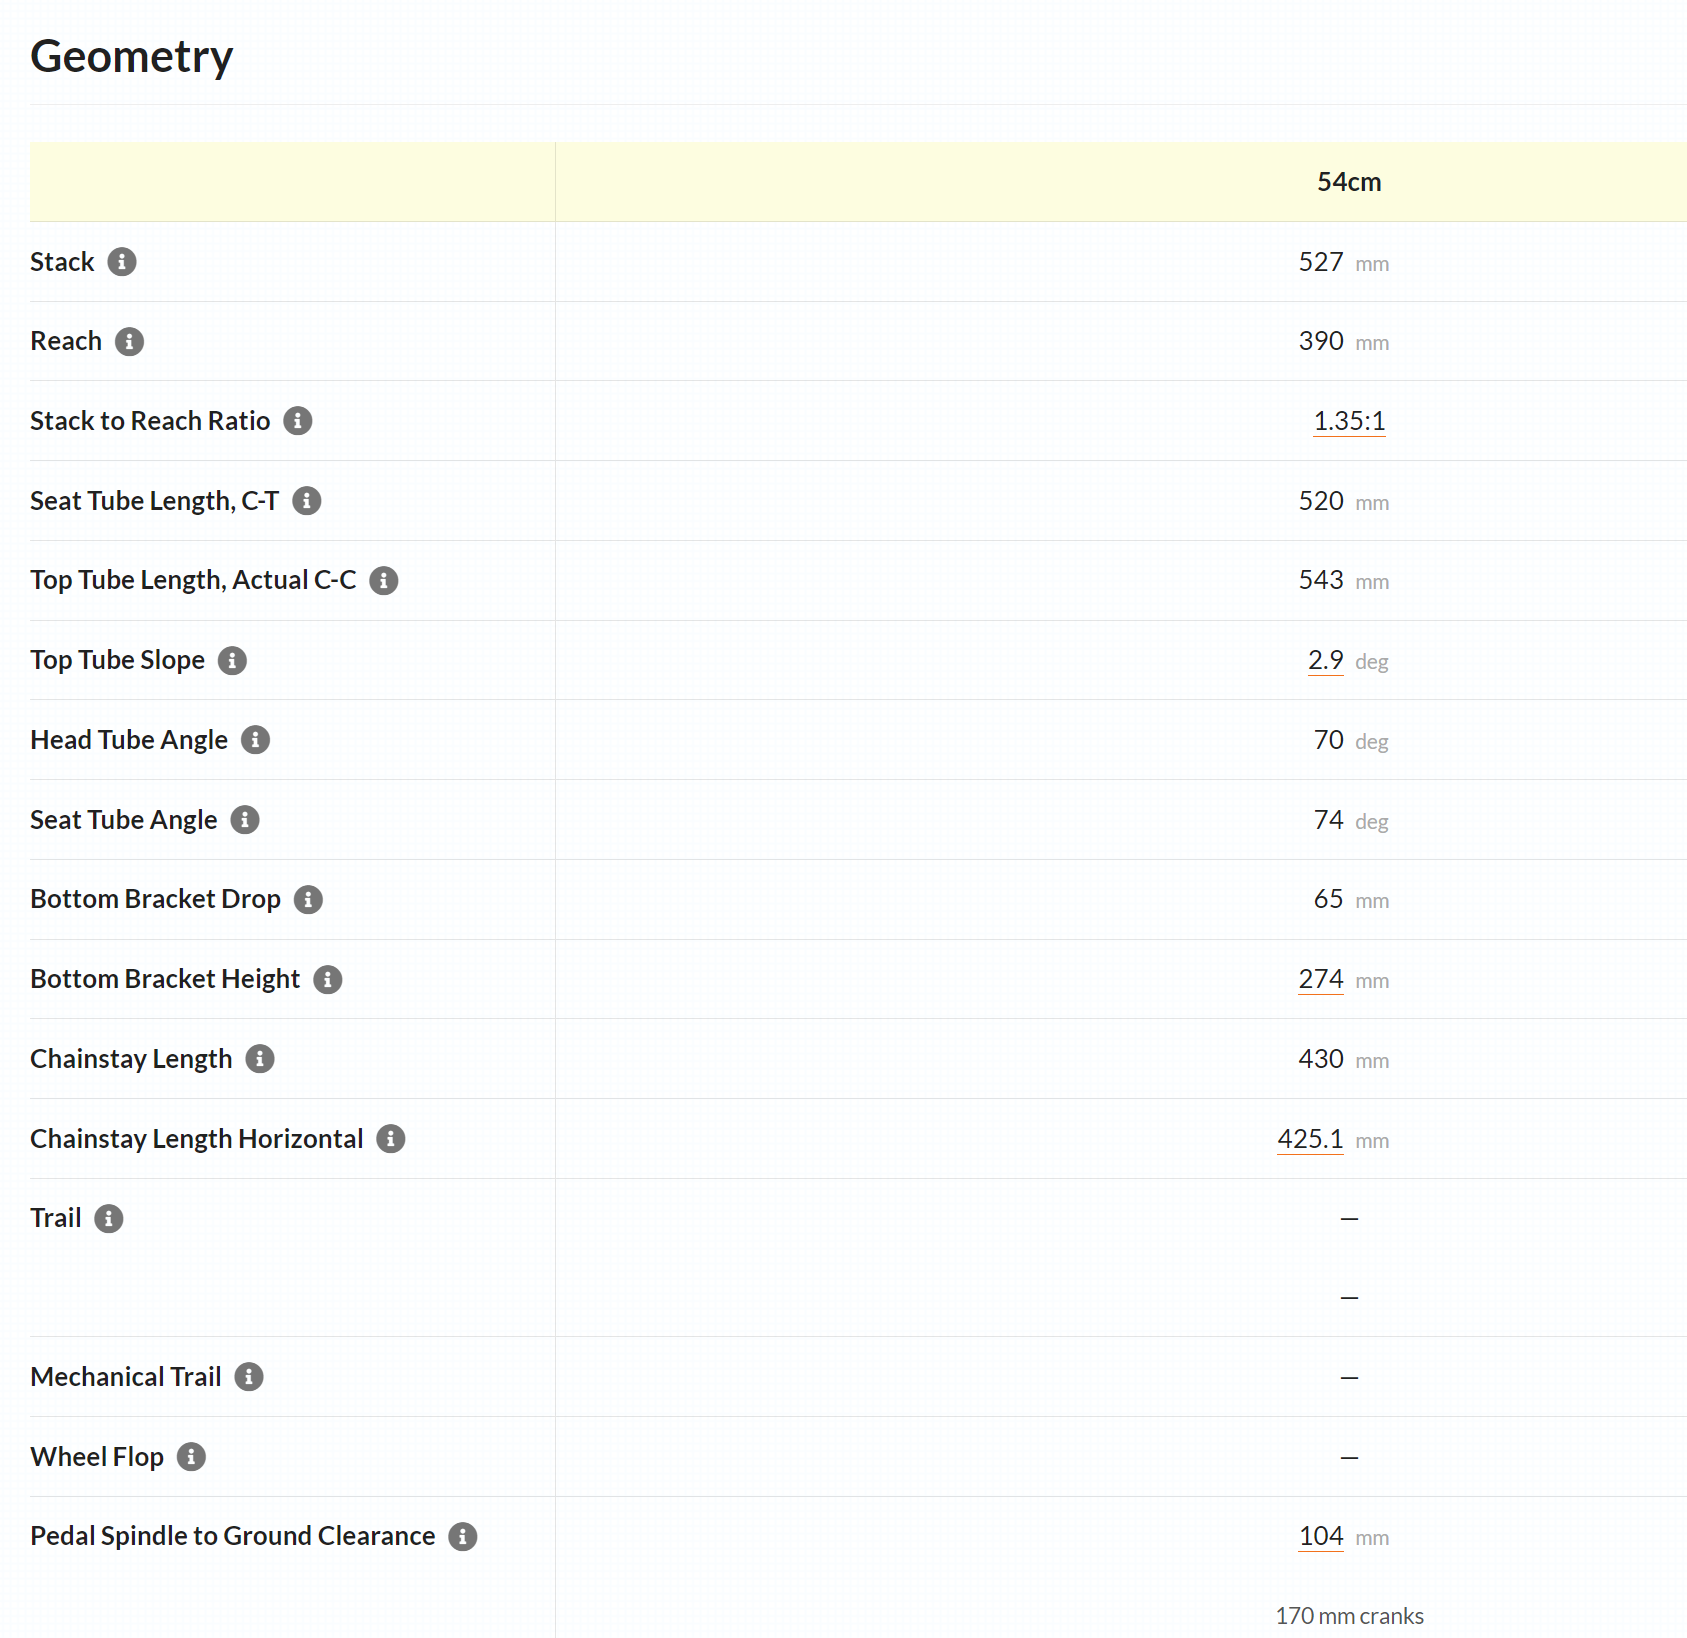 Geometry
54cm
Stack 527 mm
Reach 390 mm
Stack to Reach Ratio 1.35:1
Seat Tube Length, C-T 520 mm
Top Tube Length, Actual C-C 543 mm
Top Tube Slope 2.9 deg
Head Tube Angle 70 deg
Seat Tube Angle 74 deg
Bottom Bracket Drop 65 mm
Bottom Bracket Height 274 mm
Chainstay Length 430 mm
Chainstay Length Horizontal 425.1 mm
Trail —
—
Mechanical Trail —
Wheel Flop —
Pedal Spindle to Ground Clearance 104 mm
170 mm cranks